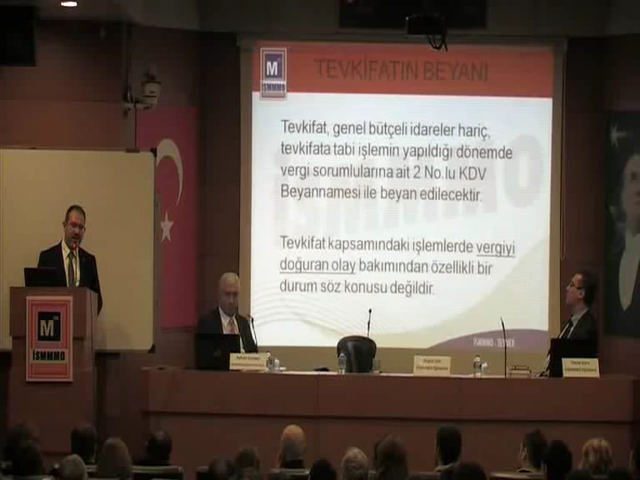 TEVKİFATIN BEYANI
M
İSMMMO
Tevkifat, genel bütçeli idareler hariç,
tevkifata tabi işlemin yapıldığı dönemde
vergi sorumlularına ait 2 No.lu KDV
Beyannamesi ile beyan edilecektir.
Tevkifat kapsamındaki işlemlerde vergiyi
doğuran olay bakımından özellikli bir
durum söz konusu değildir.
İSMMMO
M
İSMMMO